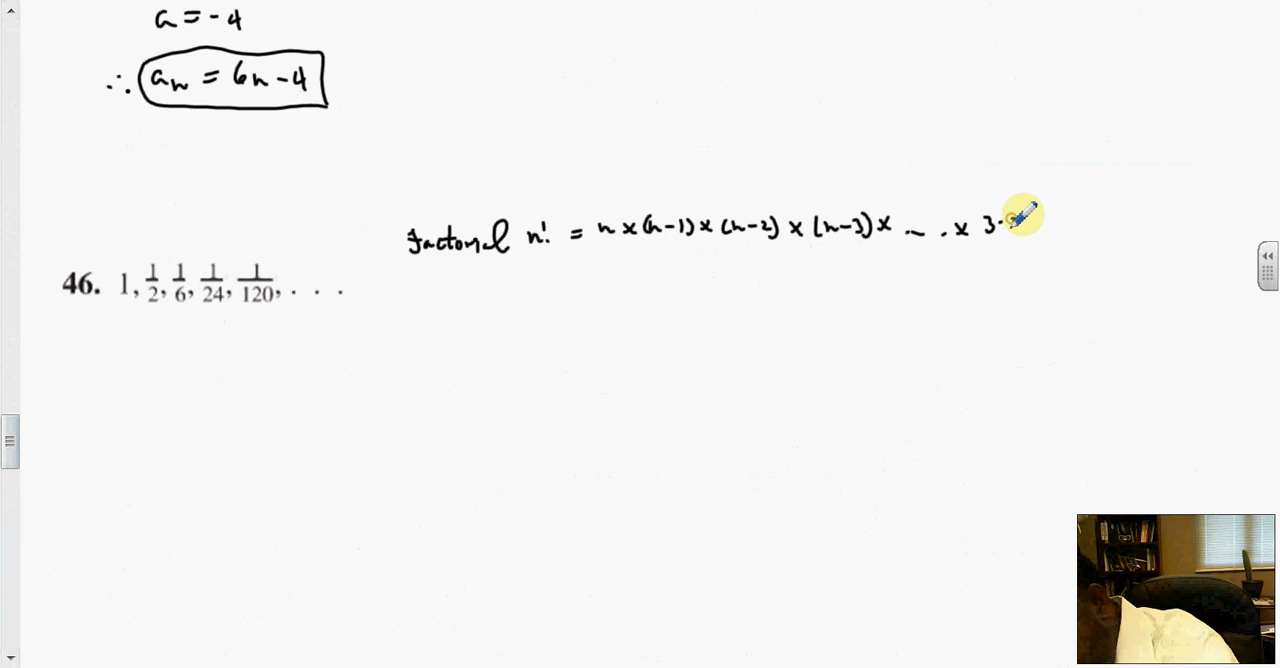 a = -4
∴ aₙ = 6n - 4
factorial n! = n × (n-1) × (n-2) × (n-3) × .. . × 3 ·
46. 1, 1/2, 1/6, 1/24, 1/120, . . .